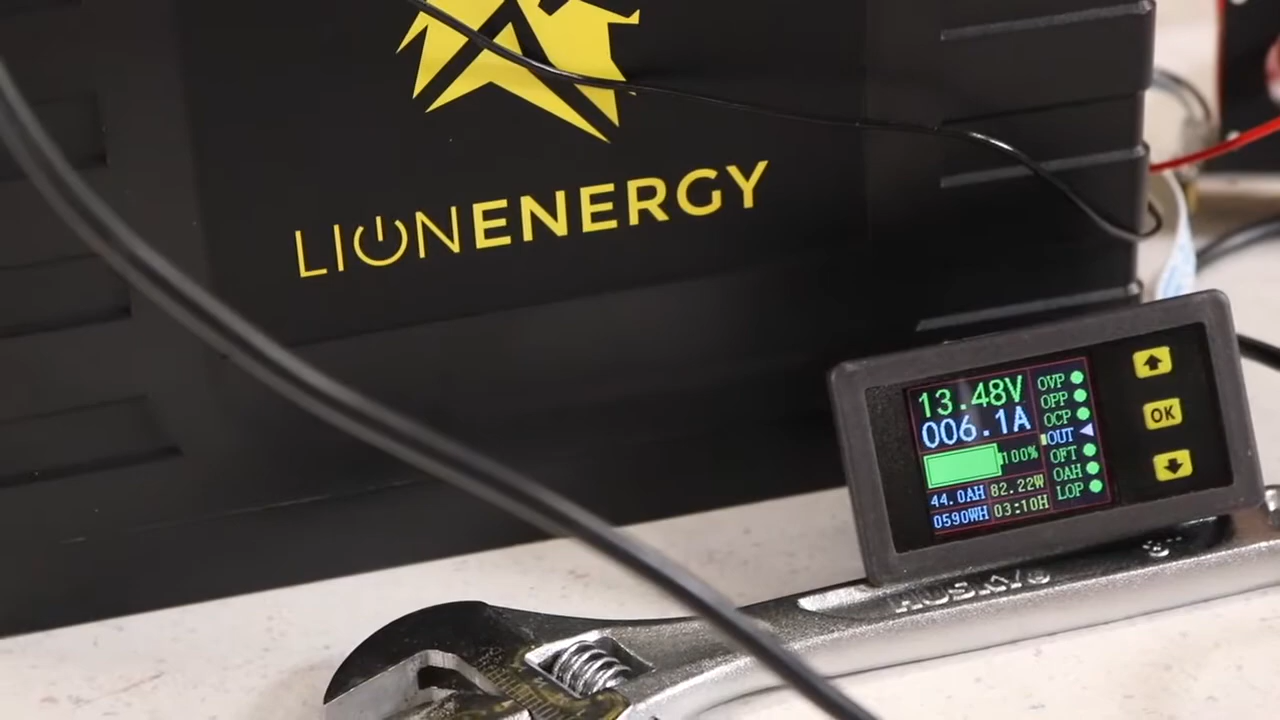 LIONENERGY
13.48V
006.1A
100%
44.0AH 82.22W
0590WH 03:10H
OVP
OPP
OCP
OUT
OFT
OAH
LOP
OK
HUSKY